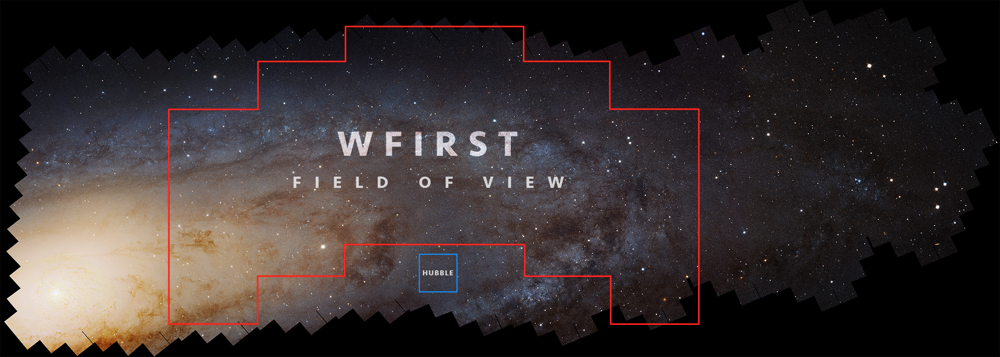 WFIRST
FIELD OF VIEW
HUBBLE